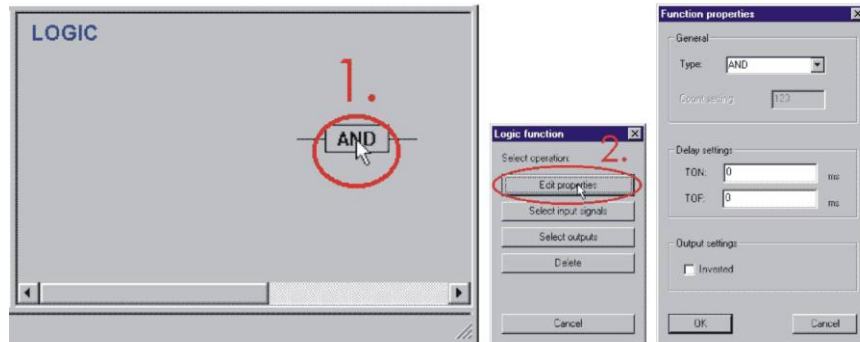 LOGIC
1.
AND
Logic function
Select operation:
2.
Edit properties
Select input signals
Select outputs
Delete
Cancel
Function properties
General
Type: AND
Count setting: 123
Delay settings
TON: 0 ms
TOF: 0 ms
Output settings
Inverted
OK Cancel